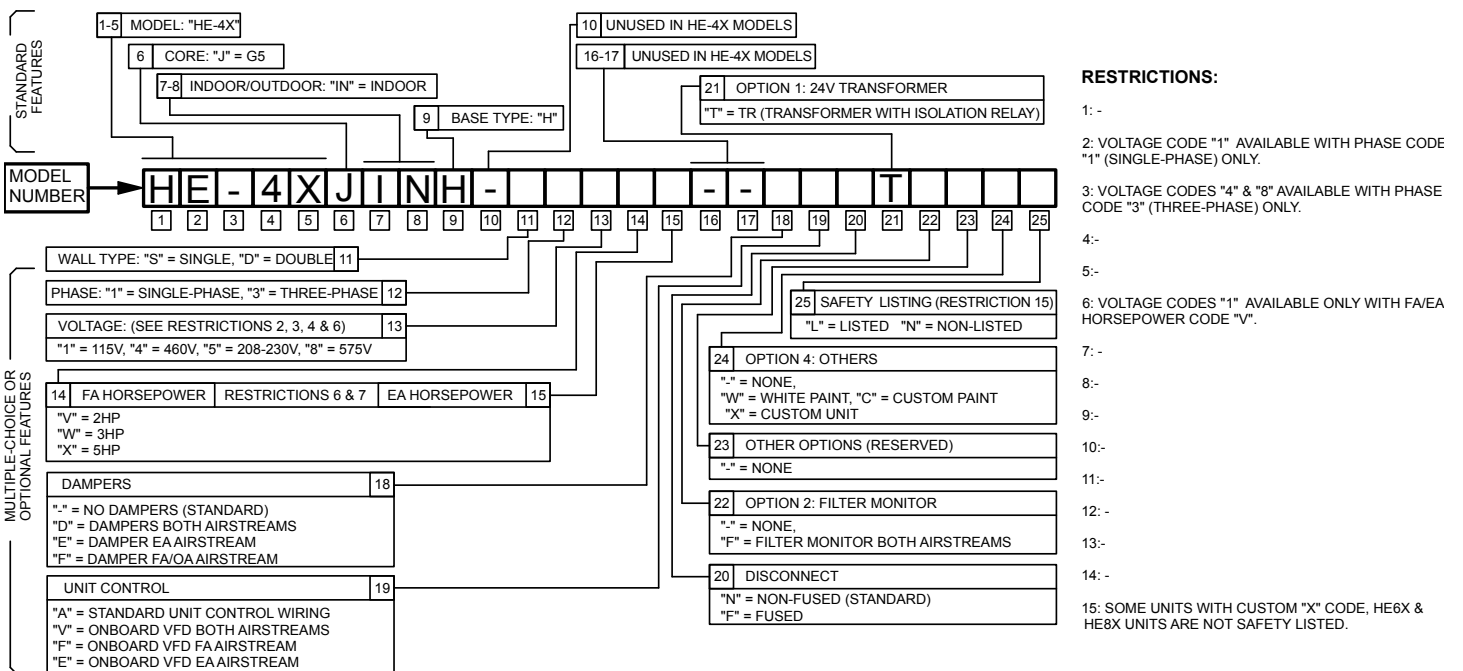 STANDARD
FEATURES
1-5 MODEL: "HE-4X"
6 CORE: "J" = G5
7-8 INDOOR/OUTDOOR: "IN" = INDOOR
9 BASE TYPE: "H"
10 UNUSED IN HE-4X MODELS
16-17 UNUSED IN HE-4X MODELS
21 OPTION 1: 24V TRANSFORMER
"T" = TR (TRANSFORMER WITH ISOLATION RELAY)
MODEL
NUMBER
H E - 4 X J I N H - - - T
1 2 3 4 5 6 7 8 9 10 11 12 13 14 15 16 17 18 19 20 21 22 23 24 25
MULTIPLE-CHOICE OR
OPTIONAL FEATURES
WALL TYPE: "S" = SINGLE, "D" = DOUBLE 11
PHASE: "1" = SINGLE-PHASE, "3" = THREE-PHASE 12
VOLTAGE: (SEE RESTRICTIONS 2, 3, 4 & 6) 13
"1" = 115V, "4" = 460V, "5" = 208-230V, "8" = 575V
14 FA HORSEPOWER RESTRICTIONS 6 & 7 EA HORSEPOWER 15
"V" = 2HP
"W" = 3HP
"X" = 5HP
DAMPERS 18
"-" = NO DAMPERS (STANDARD)
"D" = DAMPERS BOTH AIRSTREAMS
"E" = DAMPER EA AIRSTREAM
"F" = DAMPER FA/OA AIRSTREAM
UNIT CONTROL 19
"A" = STANDARD UNIT CONTROL WIRING
"V" = ONBOARD VFD BOTH AIRSTREAMS
"F" = ONBOARD VFD FA AIRSTREAM
"E" = ONBOARD VFD EA AIRSTREAM
25 SAFETY LISTING (RESTRICTION 15)
"L" = LISTED "N" = NON-LISTED
24 OPTION 4: OTHERS
"-" = NONE,
"W" = WHITE PAINT, "C" = CUSTOM PAINT
"X" = CUSTOM UNIT
23 OTHER OPTIONS (RESERVED)
"-" = NONE
22 OPTION 2: FILTER MONITOR
"-" = NONE,
"F" = FILTER MONITOR BOTH AIRSTREAMS
20 DISCONNECT
"N" = NON-FUSED (STANDARD)
"F" = FUSED
RESTRICTIONS:
1: -
2: VOLTAGE CODE "1" AVAILABLE WITH PHASE CODE
"1" (SINGLE-PHASE) ONLY.
3: VOLTAGE CODES "4" & "8" AVAILABLE WITH PHASE
CODE "3" (THREE-PHASE) ONLY.
4:-
5:-
6: VOLTAGE CODES "1" AVAILABLE ONLY WITH FA/EA
HORSEPOWER CODE "V".
7: -
8:-
9:-
10:-
11:-
12: -
13:-
14: -
15: SOME UNITS WITH CUSTOM "X" CODE, HE6X &
HE8X UNITS ARE NOT SAFETY LISTED.